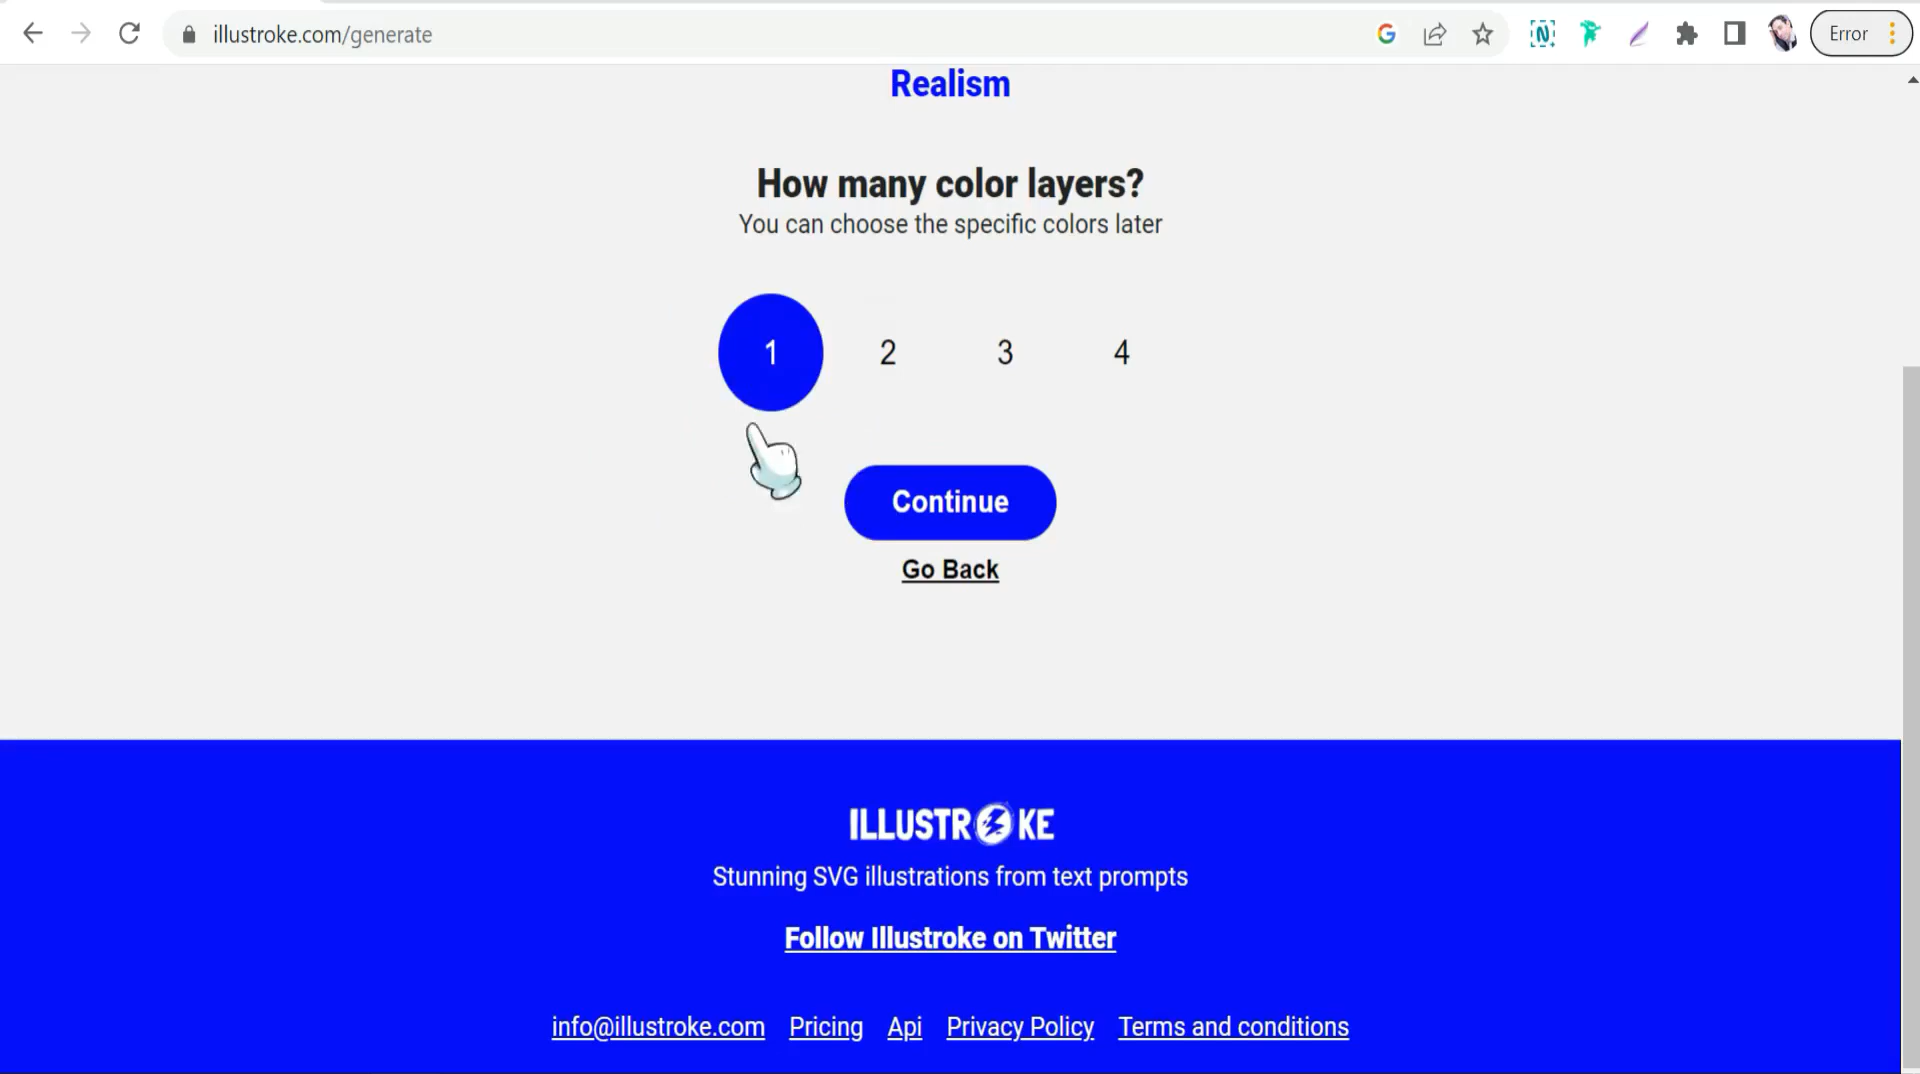 illustroke.com/generate
Error
Realism
How many color layers?
You can choose the specific colors later
1 2 3 4
Continue
Go Back
ILLUSTROKE
Stunning SVG illustrations from text prompts
Follow Illustroke on Twitter
info@illustroke.com Pricing Api Privacy Policy Terms and conditions